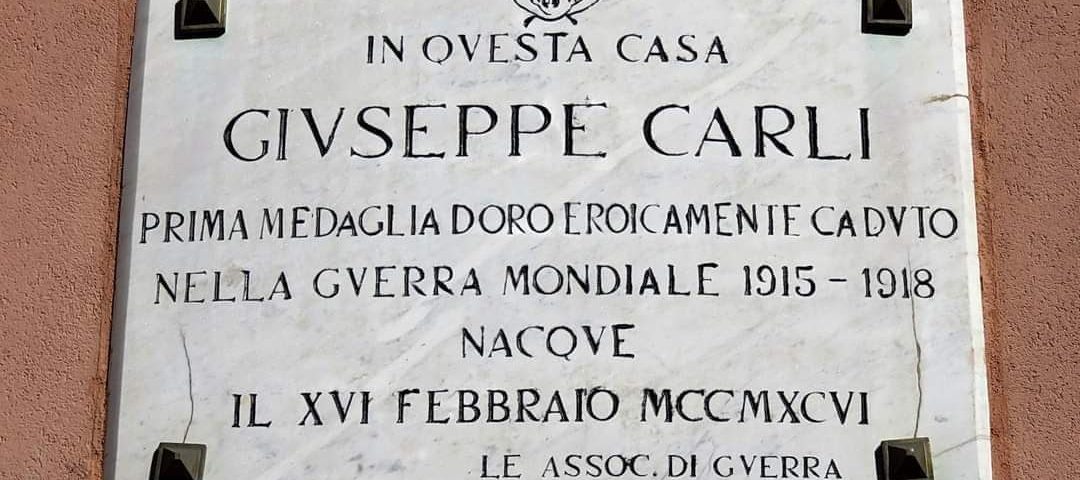 IN QVESTA CASA
GIVSEPPE CARLI
PRIMA MEDAGLIA DORO EROICAMENTE CADVTO
NELLA GVERRA MONDIALE 1915 - 1918
NACQVE
IL XVI FEBBRAIO MCCMXCVI
LE ASSOC. DI GVERRA